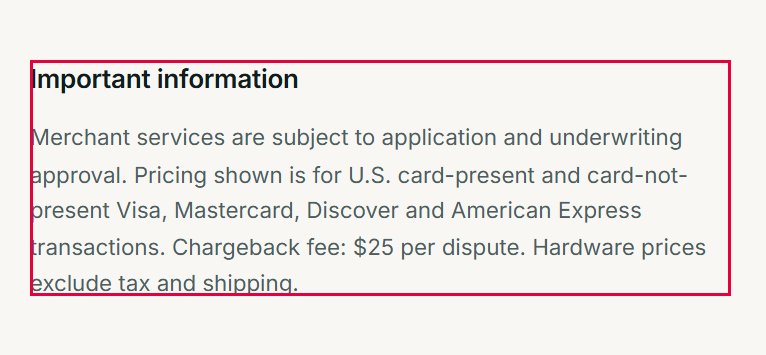 Important information
Merchant services are subject to application and underwriting
approval. Pricing shown is for U.S. card-present and card-not-
present Visa, Mastercard, Discover and American Express
transactions. Chargeback fee: $25 per dispute. Hardware prices
exclude tax and shipping.